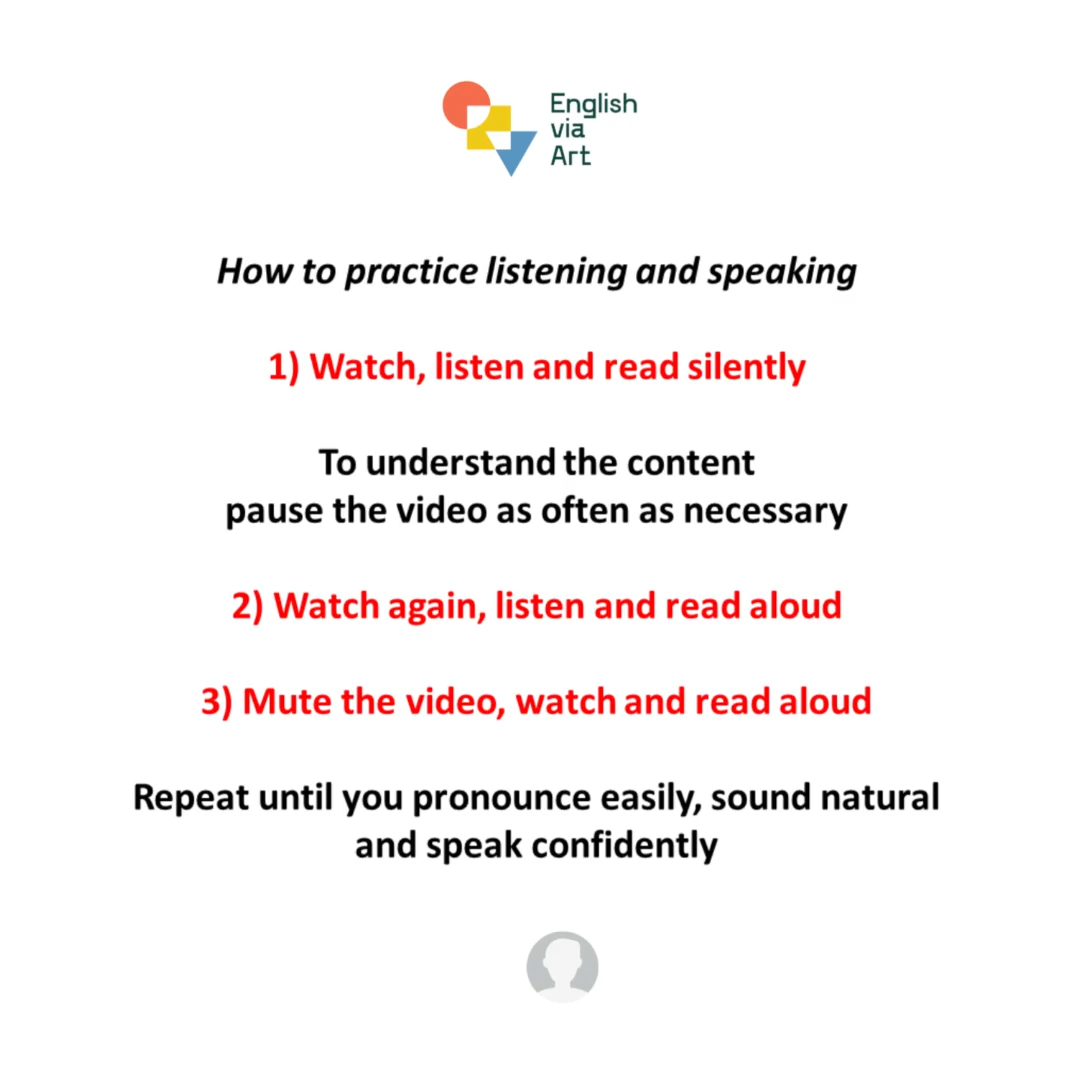 English
via
Art
How to practice listening and speaking
1) Watch, listen and read silently
To understand the content
pause the video as often as necessary
2) Watch again, listen and read aloud
3) Mute the video, watch and read aloud
Repeat until you pronounce easily, sound natural
and speak confidently